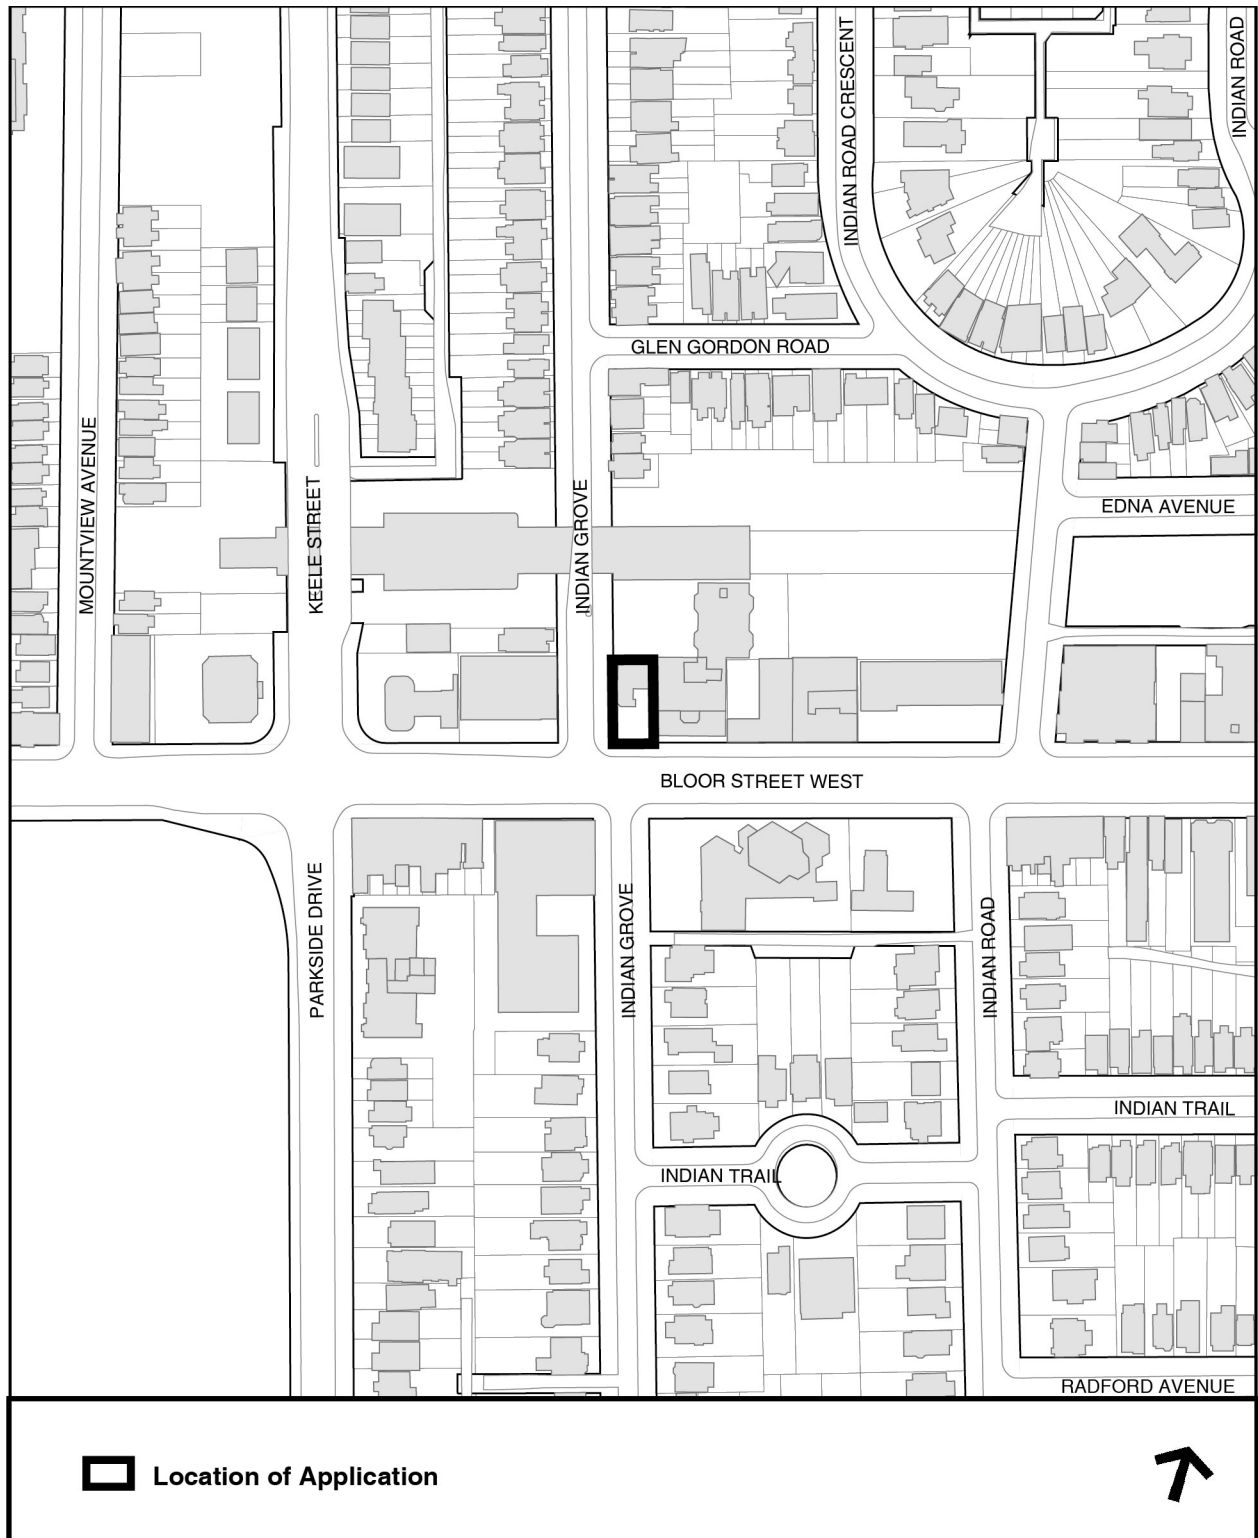 INDIAN ROAD CRESCENT
INDIAN ROAD
GLEN GORDON ROAD
MOUNTVIEW AVENUE
KEELE STREET
INDIAN GROVE
EDNA AVENUE
BLOOR STREET WEST
PARKSIDE DRIVE
INDIAN GROVE
INDIAN ROAD
INDIAN TRAIL
INDIAN TRAIL
RADFORD AVENUE
Location of Application